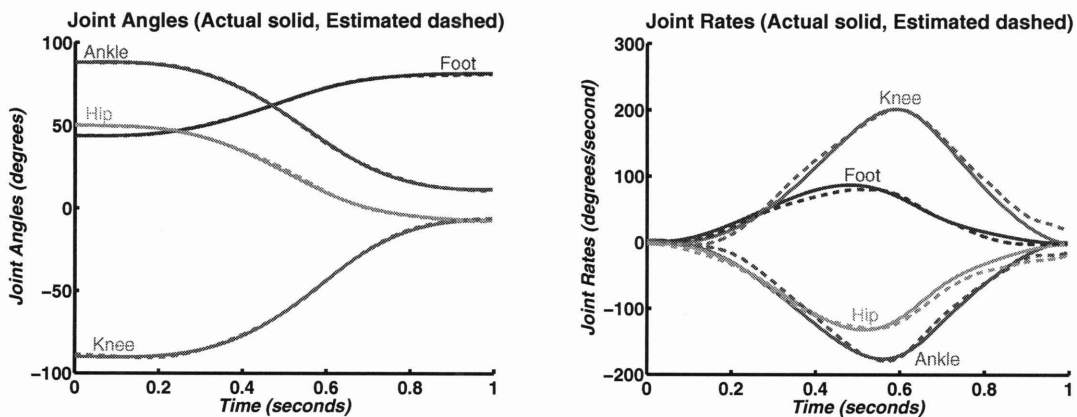 Joint Angles (Actual solid, Estimated dashed)
100
50
0
−50
−100
Joint Angles (degrees)
Ankle
Foot
Hip
Knee
0 0.2 0.4 0.6 0.8 1
Time (seconds)
Joint Rates (Actual solid, Estimated dashed)
300
200
100
0
−100
−200
Joint Rates (degrees/second)
Knee
Foot
Hip
Ankle
0 0.2 0.4 0.6 0.8 1
Time (seconds)